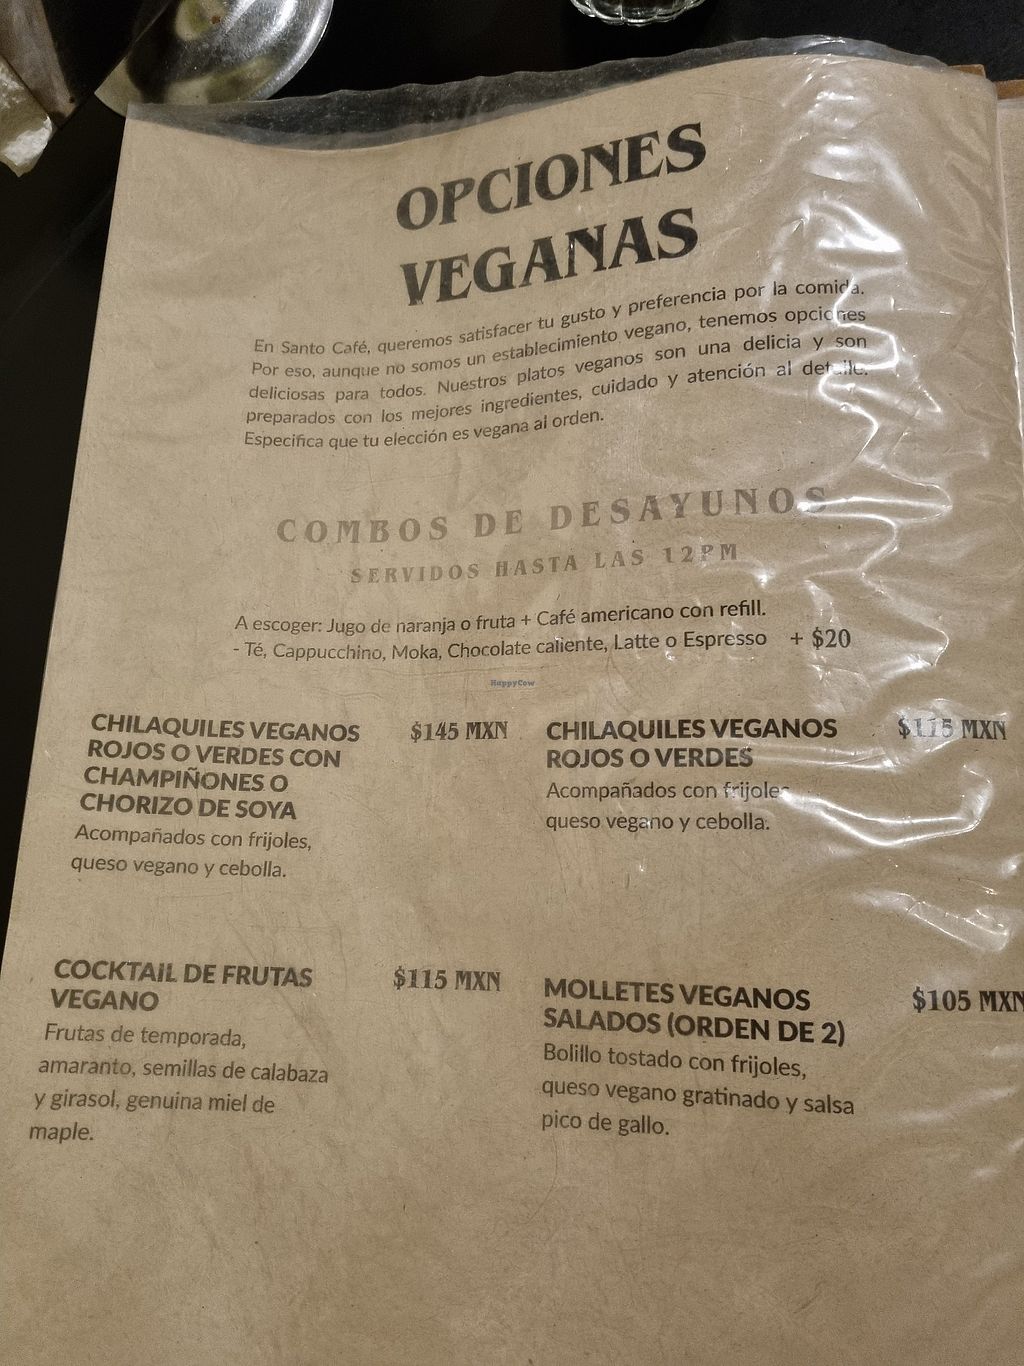 OPCIONES
VEGANAS
En Santo Café, queremos satisfacer tu gusto y preferencia por la comida.
Por eso, aunque no somos un establecimiento vegano, tenemos opciones
deliciosas para todos. Nuestros platos veganos son una delicia y son
preparados con los mejores ingredientes, cuidado y atención al detalle.
Especifica que tu elección es vegana al orden.
COMBOS DE DESAYUNOS
SERVIDOS HASTA LAS 12PM
A escoger: Jugo de naranja o fruta + Café americano con refill.
- Té, Cappucchino, Moka, Chocolate caliente, Latte o Espresso + $20
HappyCow
CHILAQUILES VEGANOS $145 MXN
ROJOS O VERDES CON
CHAMPIÑONES O
CHORIZO DE SOYA
Acompañados con frijoles,
queso vegano y cebolla.
CHILAQUILES VEGANOS $115 MXN
ROJOS O VERDES
Acompañados con frijoles
queso vegano y cebolla.
COCKTAIL DE FRUTAS $115 MXN
VEGANO
Frutas de temporada,
amaranto, semillas de calabaza
y girasol, genuina miel de
maple.
MOLLETES VEGANOS $105 MXN
SALADOS (ORDEN DE 2)
Bolillo tostado con frijoles,
queso vegano gratinado y salsa
pico de gallo.